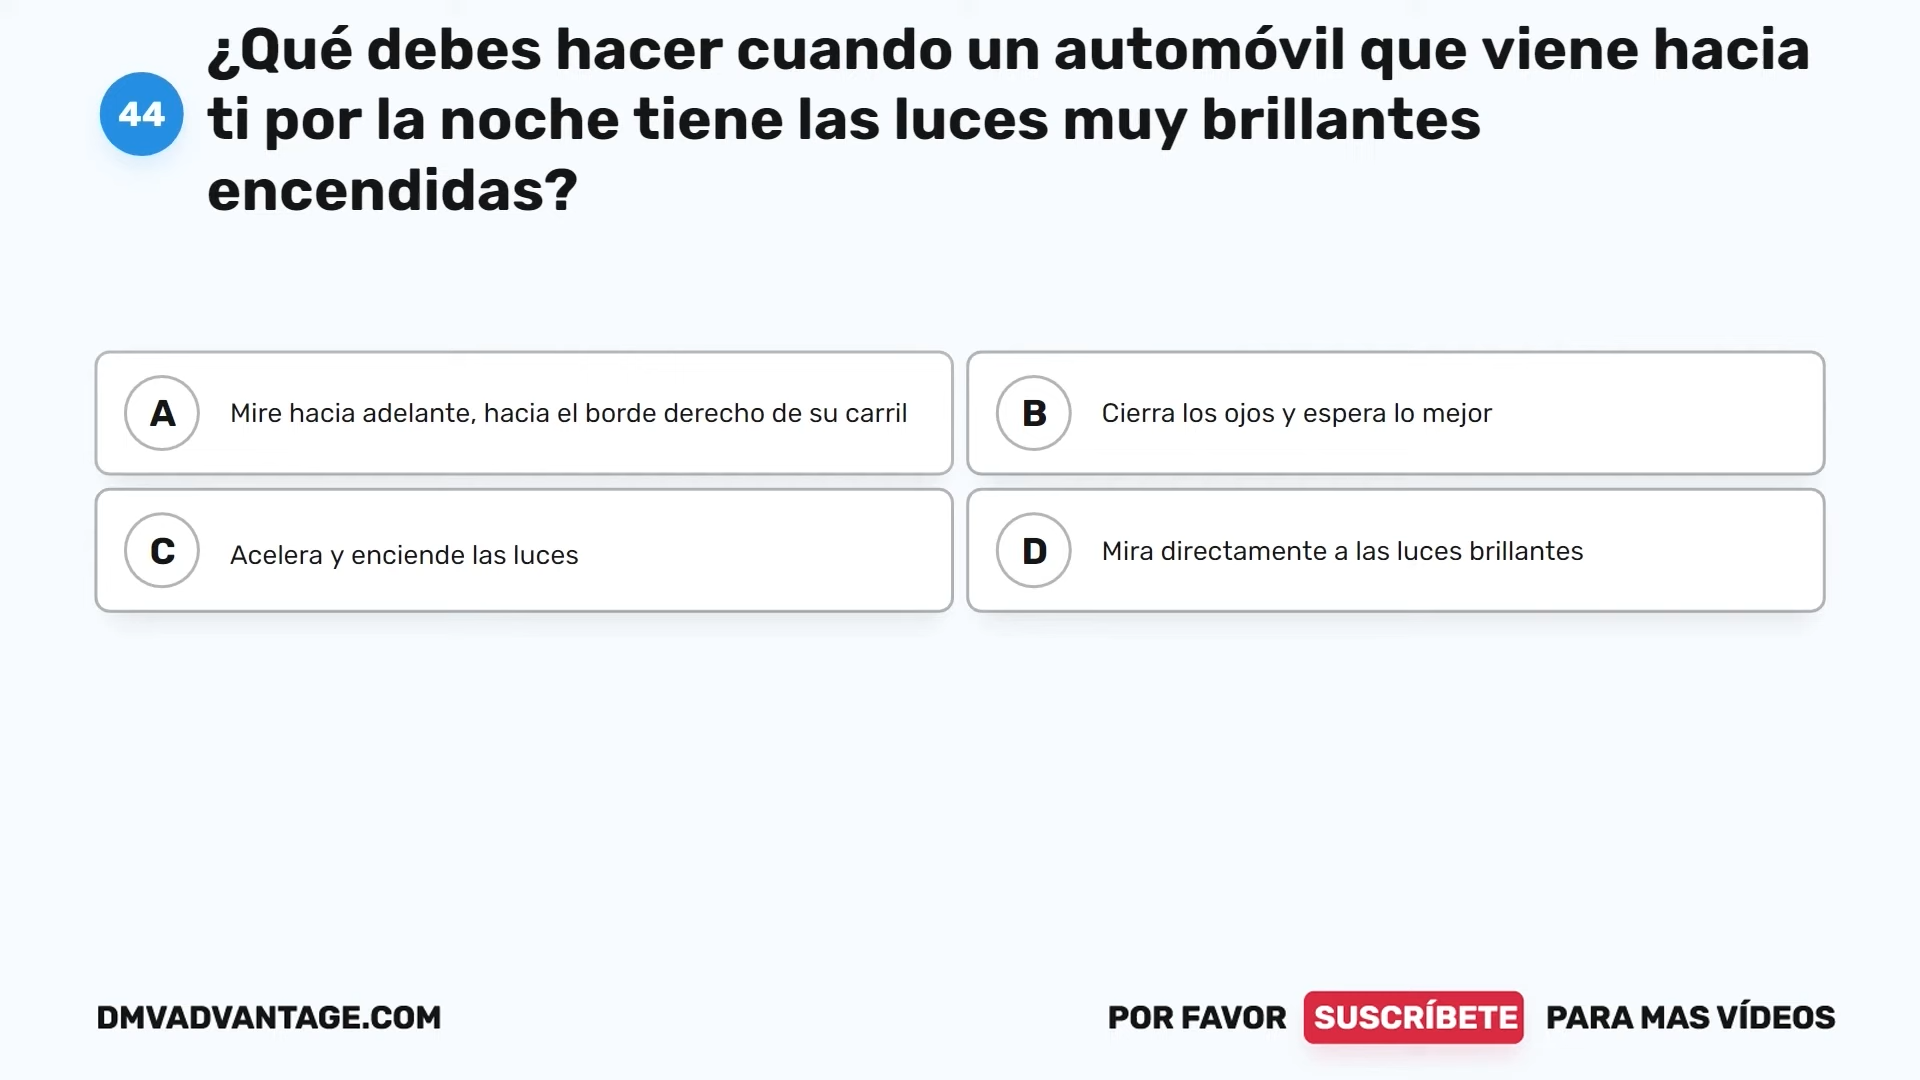 ¿Qué debes hacer cuando un automóvil que viene hacia
44
ti por la noche tiene las luces muy brillantes
encendidas?
A Mire hacia adelante, hacia el borde derecho de su carril
B Cierra los ojos y espera lo mejor
C Acelera y enciende las luces
D Mira directamente a las luces brillantes
DMVADVANTAGE.COM
POR FAVOR SUSCRÍBETE PARA MAS VÍDEOS